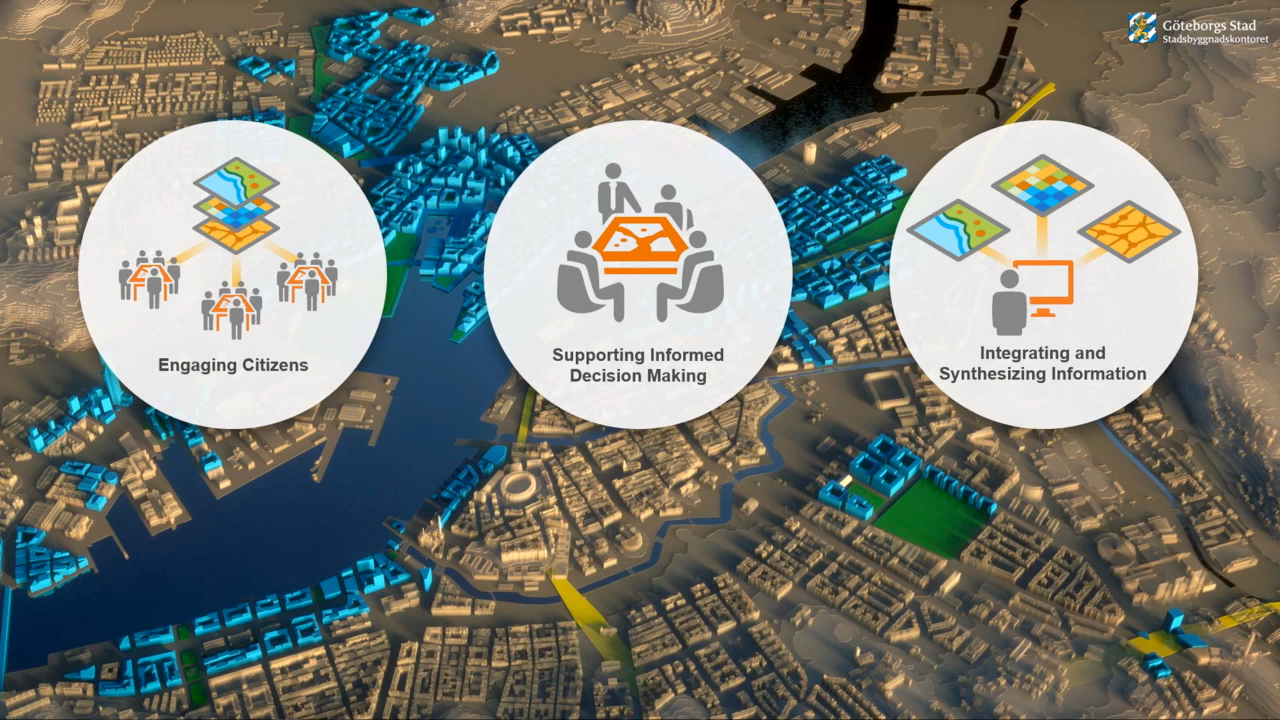 Göteborgs Stad
Stadsbyggnadskontoret
Engaging Citizens
Supporting Informed
Decision Making
Integrating and
Synthesizing Information